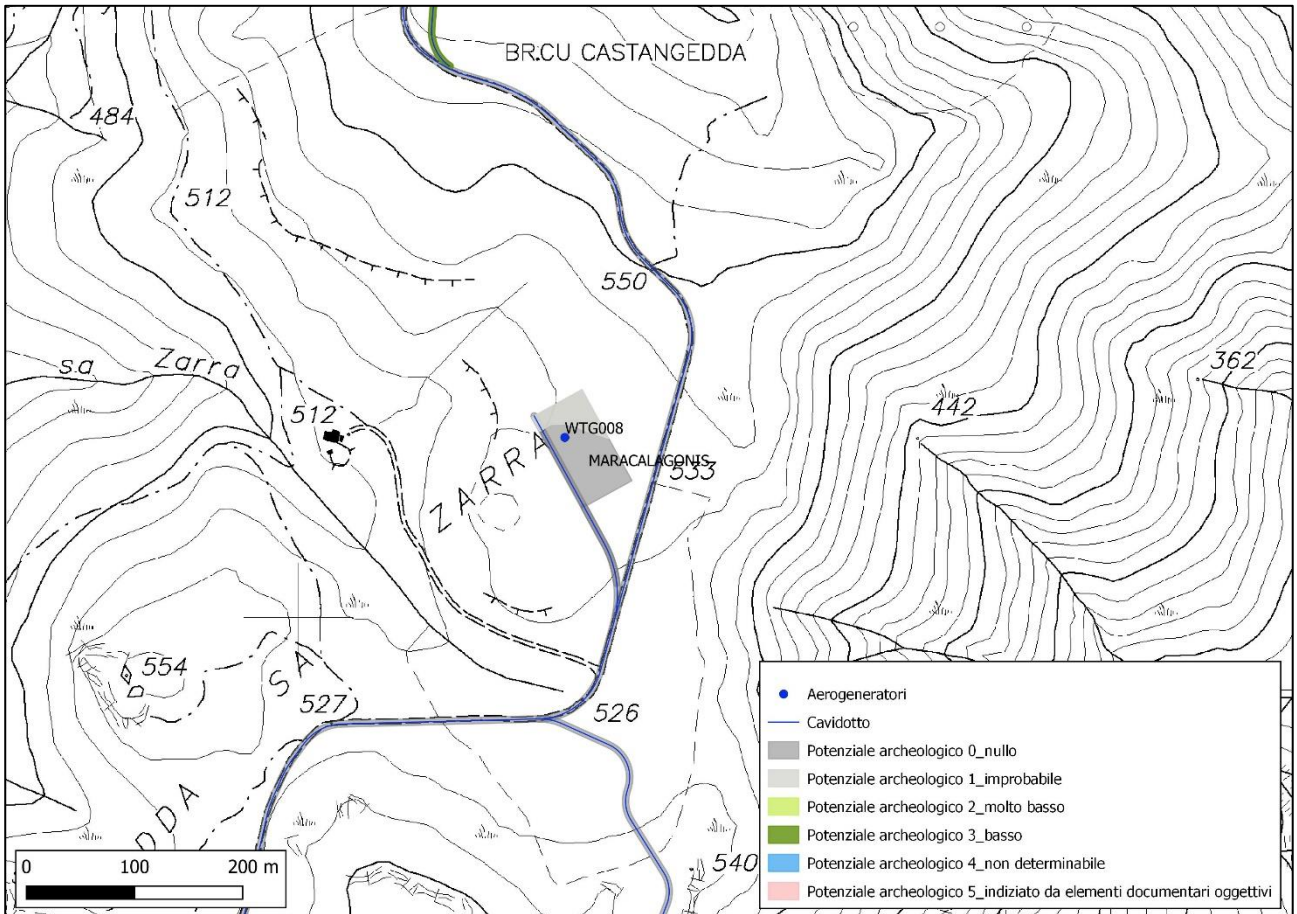 BR.CU CASTANGEDDA
484
512
550
s.a Zarra
362
512
442
WTG008
MARACALAGONIS
533
ZARRA
554
SA
527
526
DDA
540
0 100 200 m
Aerogeneratori
Cavidotto
Potenziale archeologico 0_nullo
Potenziale archeologico 1_improbabile
Potenziale archeologico 2_molto basso
Potenziale archeologico 3_basso
Potenziale archeologico 4_non determinabile
Potenziale archeologico 5_indiziato da elementi documentari oggettivi